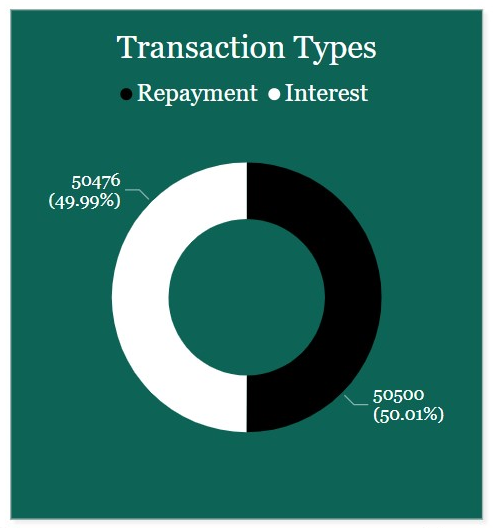 Transaction Types
Repayment Interest
50476
(49.99%)
50500
(50.01%)